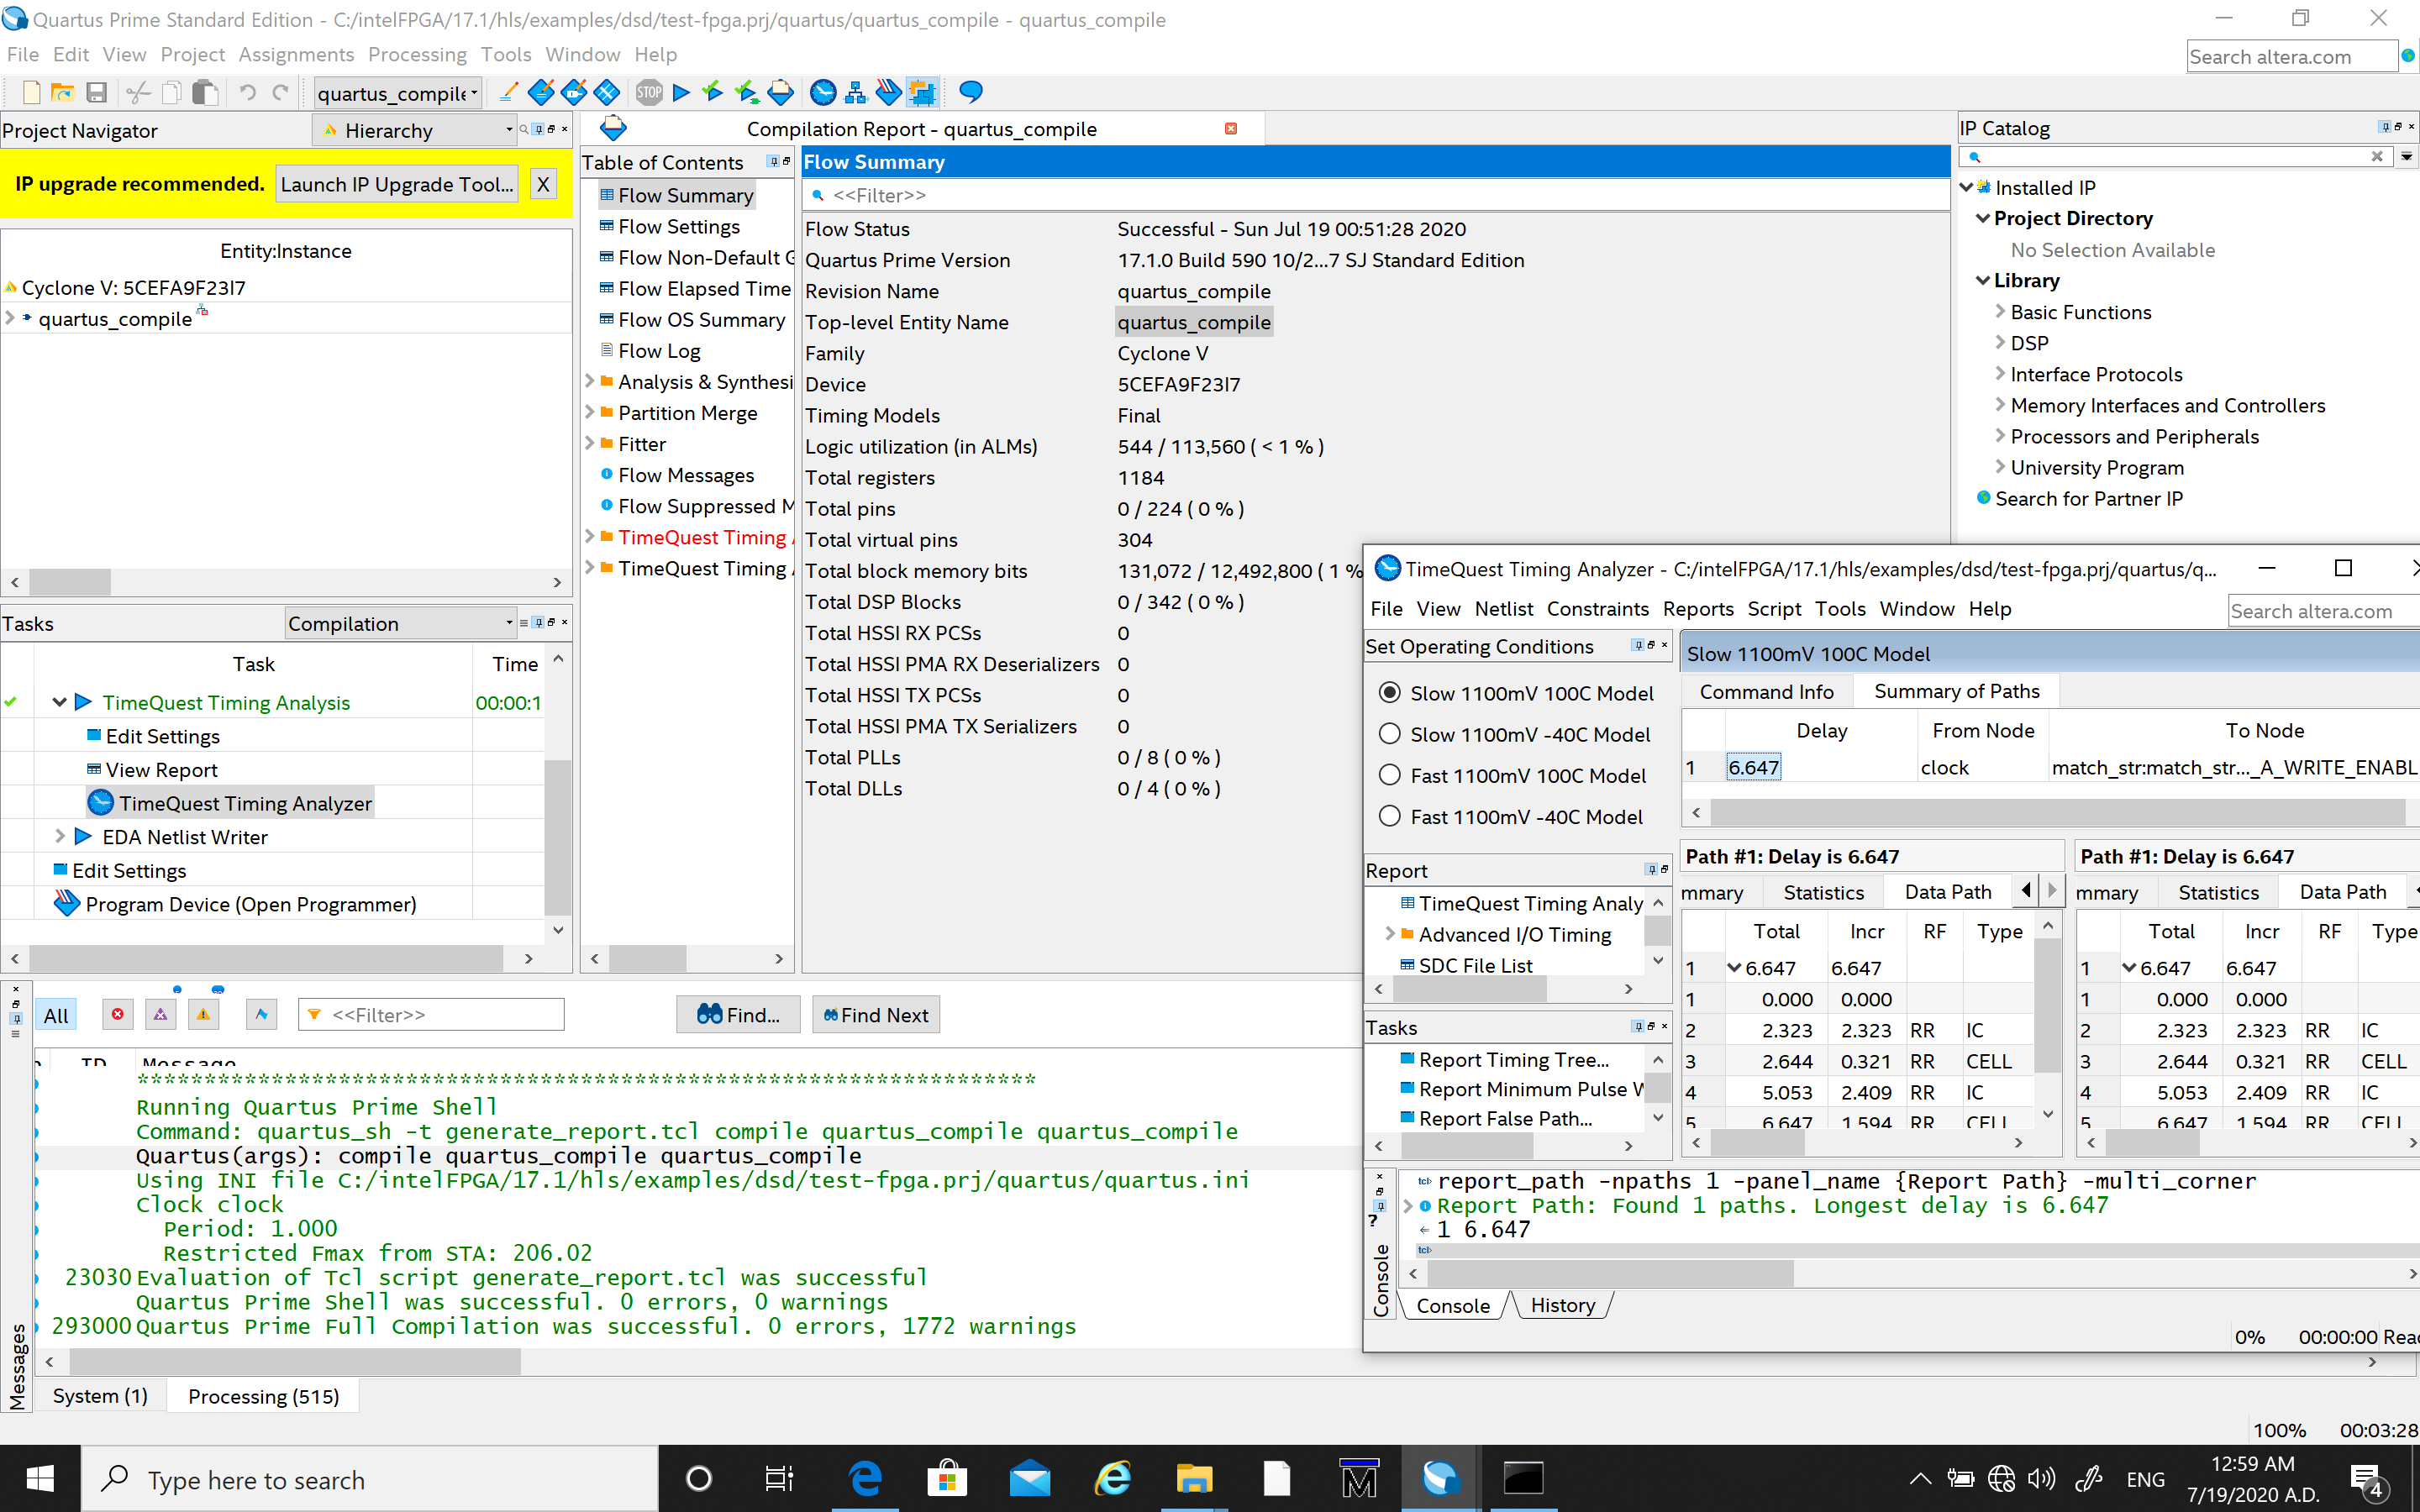 Quartus Prime Standard Edition - C:/intelFPGA/17.1/hls/examples/dsd/test-fpga.prj/quartus/quartus_compile - quartus_compile
File Edit View Project Assignments Processing Tools Window Help
Search altera.com
quartus_compile
STOP
Project Navigator
Hierarchy
IP upgrade recommended.
Launch IP Upgrade Tool...
X
Entity:Instance
Cyclone V: 5CEFA9F23I7
quartus_compile
Tasks
Compilation
Task Time
TimeQuest Timing Analysis 00:00:1
Edit Settings
View Report
TimeQuest Timing Analyzer
EDA Netlist Writer
Edit Settings
Program Device (Open Programmer)
Compilation Report - quartus_compile
Table of Contents
Flow Summary
Flow Settings
Flow Non-Default G
Flow Elapsed Time
Flow OS Summary
Flow Log
Analysis & Synthesi
Partition Merge
Fitter
Flow Messages
Flow Suppressed M
TimeQuest Timing A
TimeQuest Timing A
Flow Summary
<<Filter>>
Flow Status Successful - Sun Jul 19 00:51:28 2020
Quartus Prime Version 17.1.0 Build 590 10/2...7 SJ Standard Edition
Revision Name quartus_compile
Top-level Entity Name quartus_compile
Family Cyclone V
Device 5CEFA9F23I7
Timing Models Final
Logic utilization (in ALMs) 544 / 113,560 ( < 1 % )
Total registers 1184
Total pins 0 / 224 ( 0 % )
Total virtual pins 304
Total block memory bits 131,072 / 12,492,800 ( 1 %
Total DSP Blocks 0 / 342 ( 0 % )
Total HSSI RX PCSs 0
Total HSSI PMA RX Deserializers 0
Total HSSI TX PCSs 0
Total HSSI PMA TX Serializers 0
Total PLLs 0 / 8 ( 0 % )
Total DLLs 0 / 4 ( 0 % )
IP Catalog
Installed IP
Project Directory
No Selection Available
Library
Basic Functions
DSP
Interface Protocols
Memory Interfaces and Controllers
Processors and Peripherals
University Program
Search for Partner IP
TimeQuest Timing Analyzer - C:/intelFPGA/17.1/hls/examples/dsd/test-fpga.prj/quartus/q...
File View Netlist Constraints Reports Script Tools Window Help
Search altera.com
Set Operating Conditions
Slow 1100mV 100C Model
Slow 1100mV -40C Model
Fast 1100mV 100C Model
Fast 1100mV -40C Model
Report
TimeQuest Timing Analy
Advanced I/O Timing
SDC File List
Tasks
Report Timing Tree...
Report Minimum Pulse W
Report False Path...
Slow 1100mV 100C Model
Command Info Summary of Paths
Delay From Node To Node
1 6.647 clock match_str:match_str..._A_WRITE_ENABL
Path #1: Delay is 6.647
mmary Statistics Data Path
Total Incr RF Type
1 6.647 6.647
1 0.000 0.000
2 2.323 2.323 RR IC
3 2.644 0.321 RR CELL
4 5.053 2.409 RR IC
5 6.647 1.594 RR CELL
Path #1: Delay is 6.647
mmary Statistics Data Path
Total Incr RF Type
1 6.647 6.647
1 0.000 0.000
2 2.323 2.323 RR IC
3 2.644 0.321 RR CELL
4 5.053 2.409 RR IC
5 6.647 1.594 RR CELL
tcl> report_path -npaths 1 -panel_name {Report Path} -multi_corner
Report Path: Found 1 paths. Longest delay is 6.647
1 6.647
tcl>
Console
Console History
0% 00:00:00 Rea
All
<<Filter>>
Find... Find Next
ID Message
*******************************************************************
Running Quartus Prime Shell
Command: quartus_sh -t generate_report.tcl compile quartus_compile quartus_compile
Quartus(args): compile quartus_compile quartus_compile
Using INI file C:/intelFPGA/17.1/hls/examples/dsd/test-fpga.prj/quartus/quartus.ini
Clock clock
Period: 1.000
Restricted Fmax from STA: 206.02
23030 Evaluation of Tcl script generate_report.tcl was successful
Quartus Prime Shell was successful. 0 errors, 0 warnings
293000 Quartus Prime Full Compilation was successful. 0 errors, 1772 warnings
Messages
System (1) Processing (515)
100% 00:03:28
Type here to search
ENG
12:59 AM
7/19/2020 A.D.
4